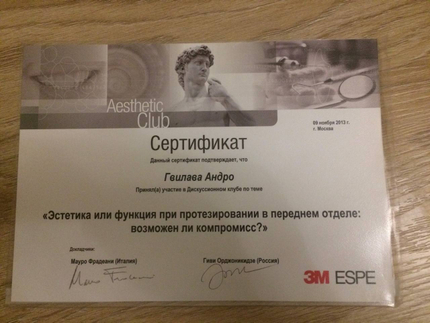 Aesthetic
Club
09 ноября 2013 г.
г. Москва
Сертификат
Данный сертификат подтверждает, что
Гвилава Андро
Принял(а) участие в Дискуссионном клубе по теме
«Эстетика или функция при протезировании в переднем отделе:
возможен ли компромисс?»
Докладчики:
Мауро Фрадеани (Италия)
Гиви Орджоникидзе (Россия)
3M ESPE